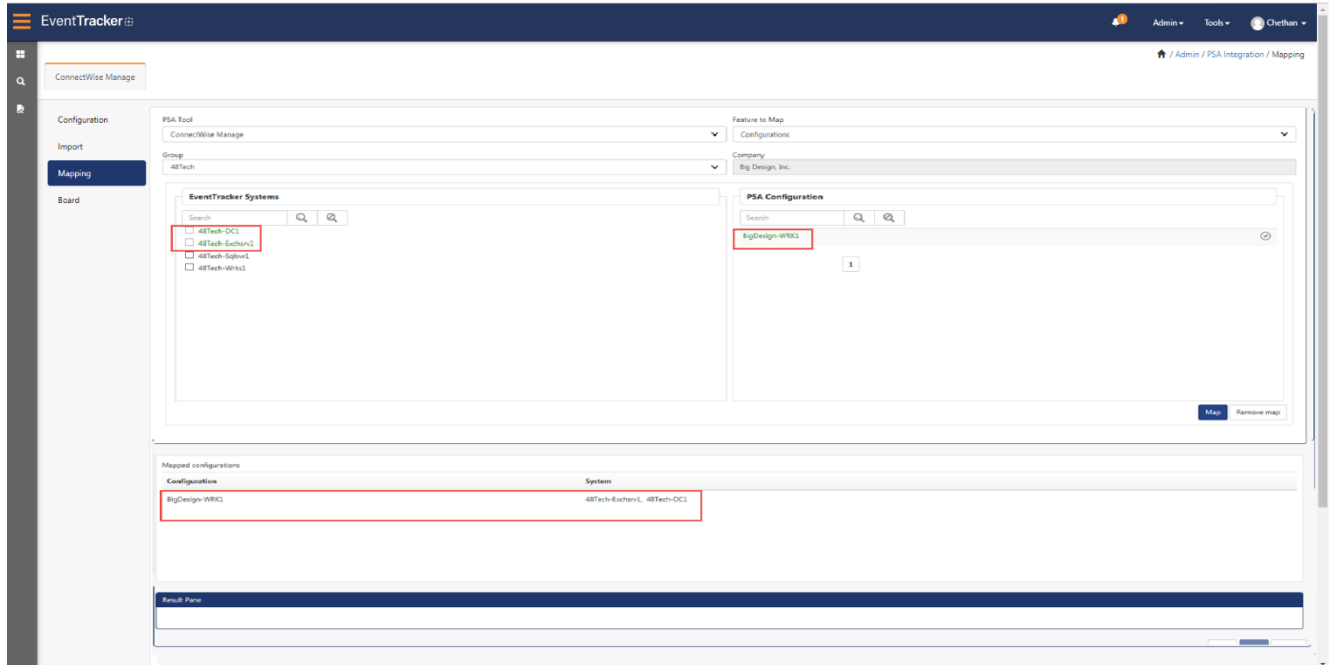 EventTracker
1
Admin
Tools
Chethan
/ Admin / PSA Integration / Mapping
ConnectWise Manage
Configuration
Import
Mapping
Board
PSA Tool
ConnectWise Manage
Feature to Map
Configurations
Group
48Tech
Company
Big Design, Inc.
EventTracker Systems
Search
48Tech-DC1
48Tech-Exchsrv1
48Tech-Sqlsvr1
48Tech-Wrks1
PSA Configuration
Search
BigDesign-WRK1
1
Map
Remove map
Mapped configurations
Configuration System
BigDesign-WRK1 48Tech-Exchsrv1, 48Tech-DC1
Result Pane